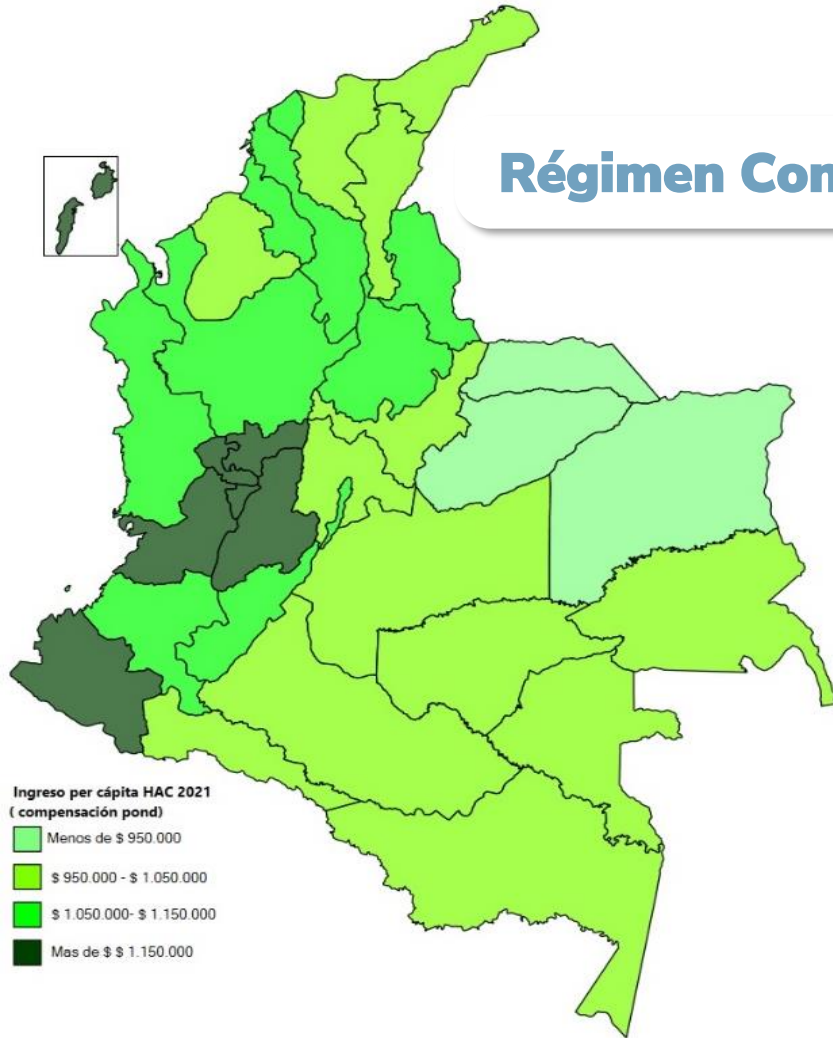 Régimen Con
Ingreso per cápita HAC 2021
( compensación pond)
Menos de $ 950.000
$ 950.000 - $ 1.050.000
$ 1.050.000- $ 1.150.000
Mas de $ $ 1.150.000